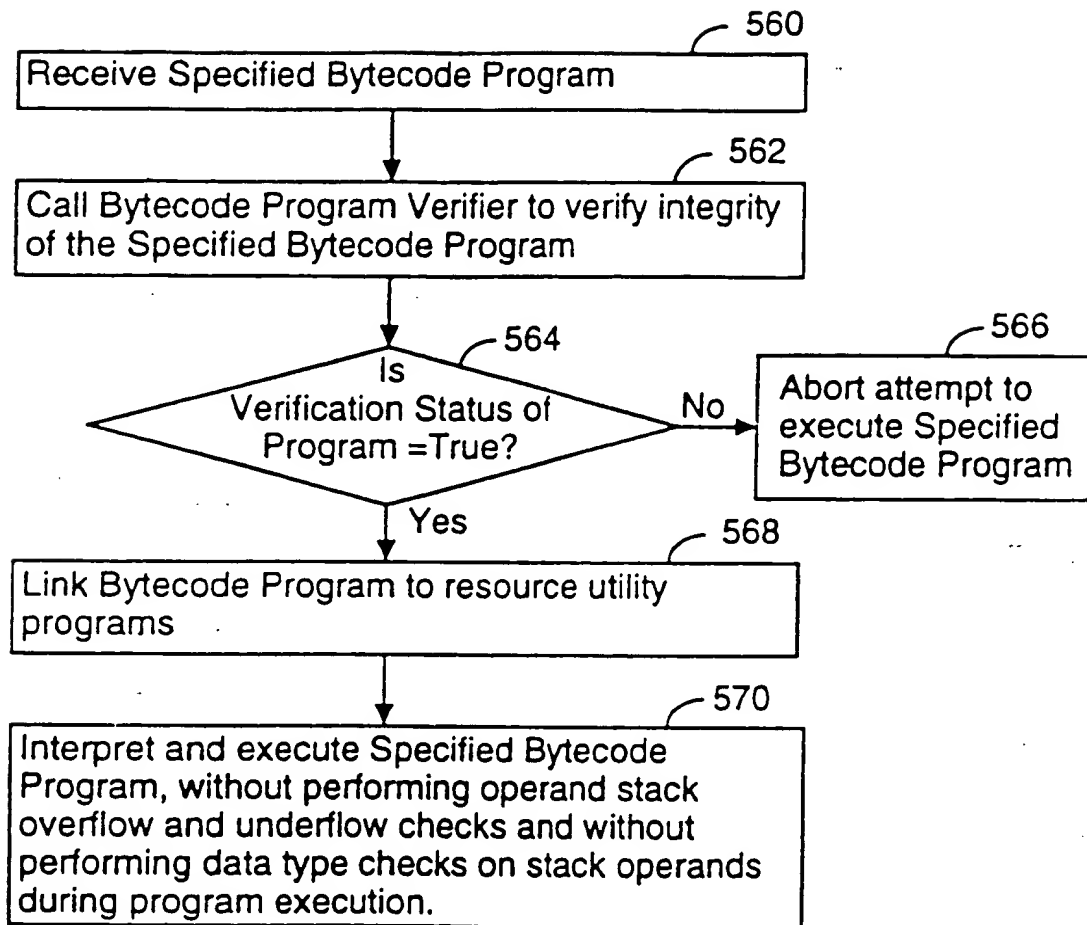 560
Receive Specified Bytecode Program
562
Call Bytecode Program Verifier to verify integrity
of the Specified Bytecode Program
564
Is
Verification Status of
Program =True?
No
566
Abort attempt to
execute Specified
Bytecode Program
Yes
568
Link Bytecode Program to resource utility
programs
570
Interpret and execute Specified Bytecode
Program, without performing operand stack
overflow and underflow checks and without
performing data type checks on stack operands
during program execution.